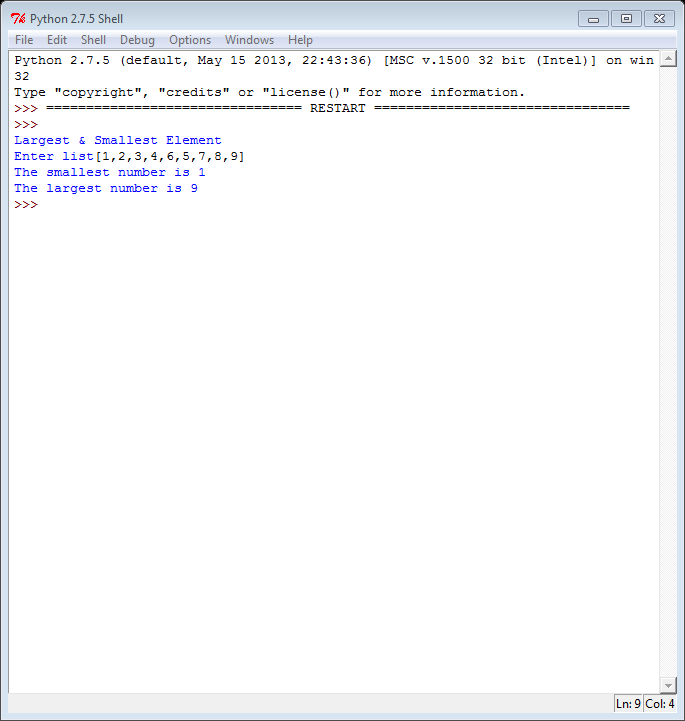 Python 2.7.5 Shell
File Edit Shell Debug Options Windows Help
Python 2.7.5 (default, May 15 2013, 22:43:36) [MSC v.1500 32 bit (Intel)] on win
32
Type "copyright", "credits" or "license()" for more information.
>>> ================================ RESTART ================================
>>>
Largest & Smallest Element
Enter list[1,2,3,4,6,5,7,8,9]
The smallest number is 1
The largest number is 9
>>>
Ln: 9 Col: 4